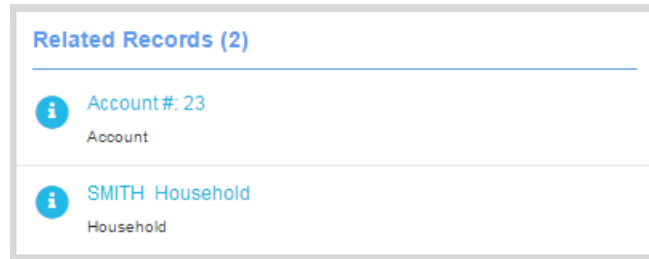 Related Records (2)
Account #: 23
Account
SMITH Household
Household